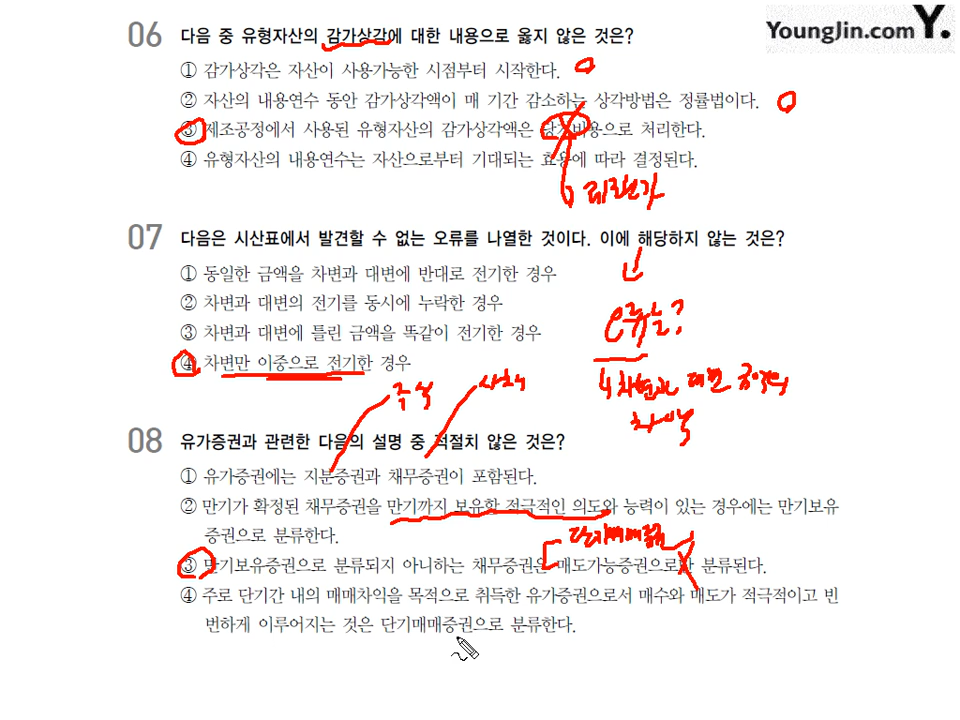 Younglin.com Y.
06 다음 중 유형자산의 감가상각에 대한 내용으로 옳지 않은 것은?
① 감가상각은 자산이 사용가능한 시점부터 시작한다.
② 자산의 내용연수 동안 감가상각액이 매 기간 감소하는 상각방법은 정률법이다.
③ 제조공정에서 사용된 유형자산의 감가상각액은 당기비용으로 처리한다.
④ 유형자산의 내용연수는 자산으로부터 기대되는 효용에 따라 결정된다.
07 다음은 시산표에서 발견할 수 없는 오류를 나열한 것이다. 이에 해당하지 않는 것은?
① 동일한 금액을 차변과 대변에 반대로 전기한 경우
② 차변과 대변의 전기를 동시에 누락한 경우
③ 차변과 대변에 틀린 금액을 똑같이 전기한 경우
④ 차변만 이중으로 전기한 경우
차변과 대변 금액의
주식
08 유가증권과 관련한 다음의 설명 중 적절치 않은 것은?
① 유가증권에는 지분증권과 채무증권이 포함된다.
② 만기가 확정된 채무증권을 만기까지 보유할 적극적인 의도와 능력이 있는 경우에는 만기보유
증권으로 분류한다.
단기매매증권
③ 만기보유증권으로 분류되지 아니하는 채무증권은 매도가능증권으로만 분류된다.
④ 주로 단기간 내의 매매차익을 목적으로 취득한 유가증권으로서 매수와 매도가 적극적이고 빈
번하게 이루어지는 것은 단기매매증권으로 분류한다.